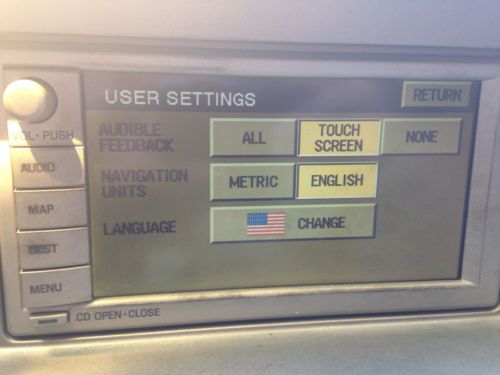 USER SETTINGS
RETURN
VOL·PUSH
AUDIBLE FEEDBACK
ALL
TOUCH SCREEN
NONE
AUDIO
NAVIGATION UNITS
METRIC
ENGLISH
MAP
LANGUAGE
CHANGE
DEST
MENU
CD OPEN·CLOSE